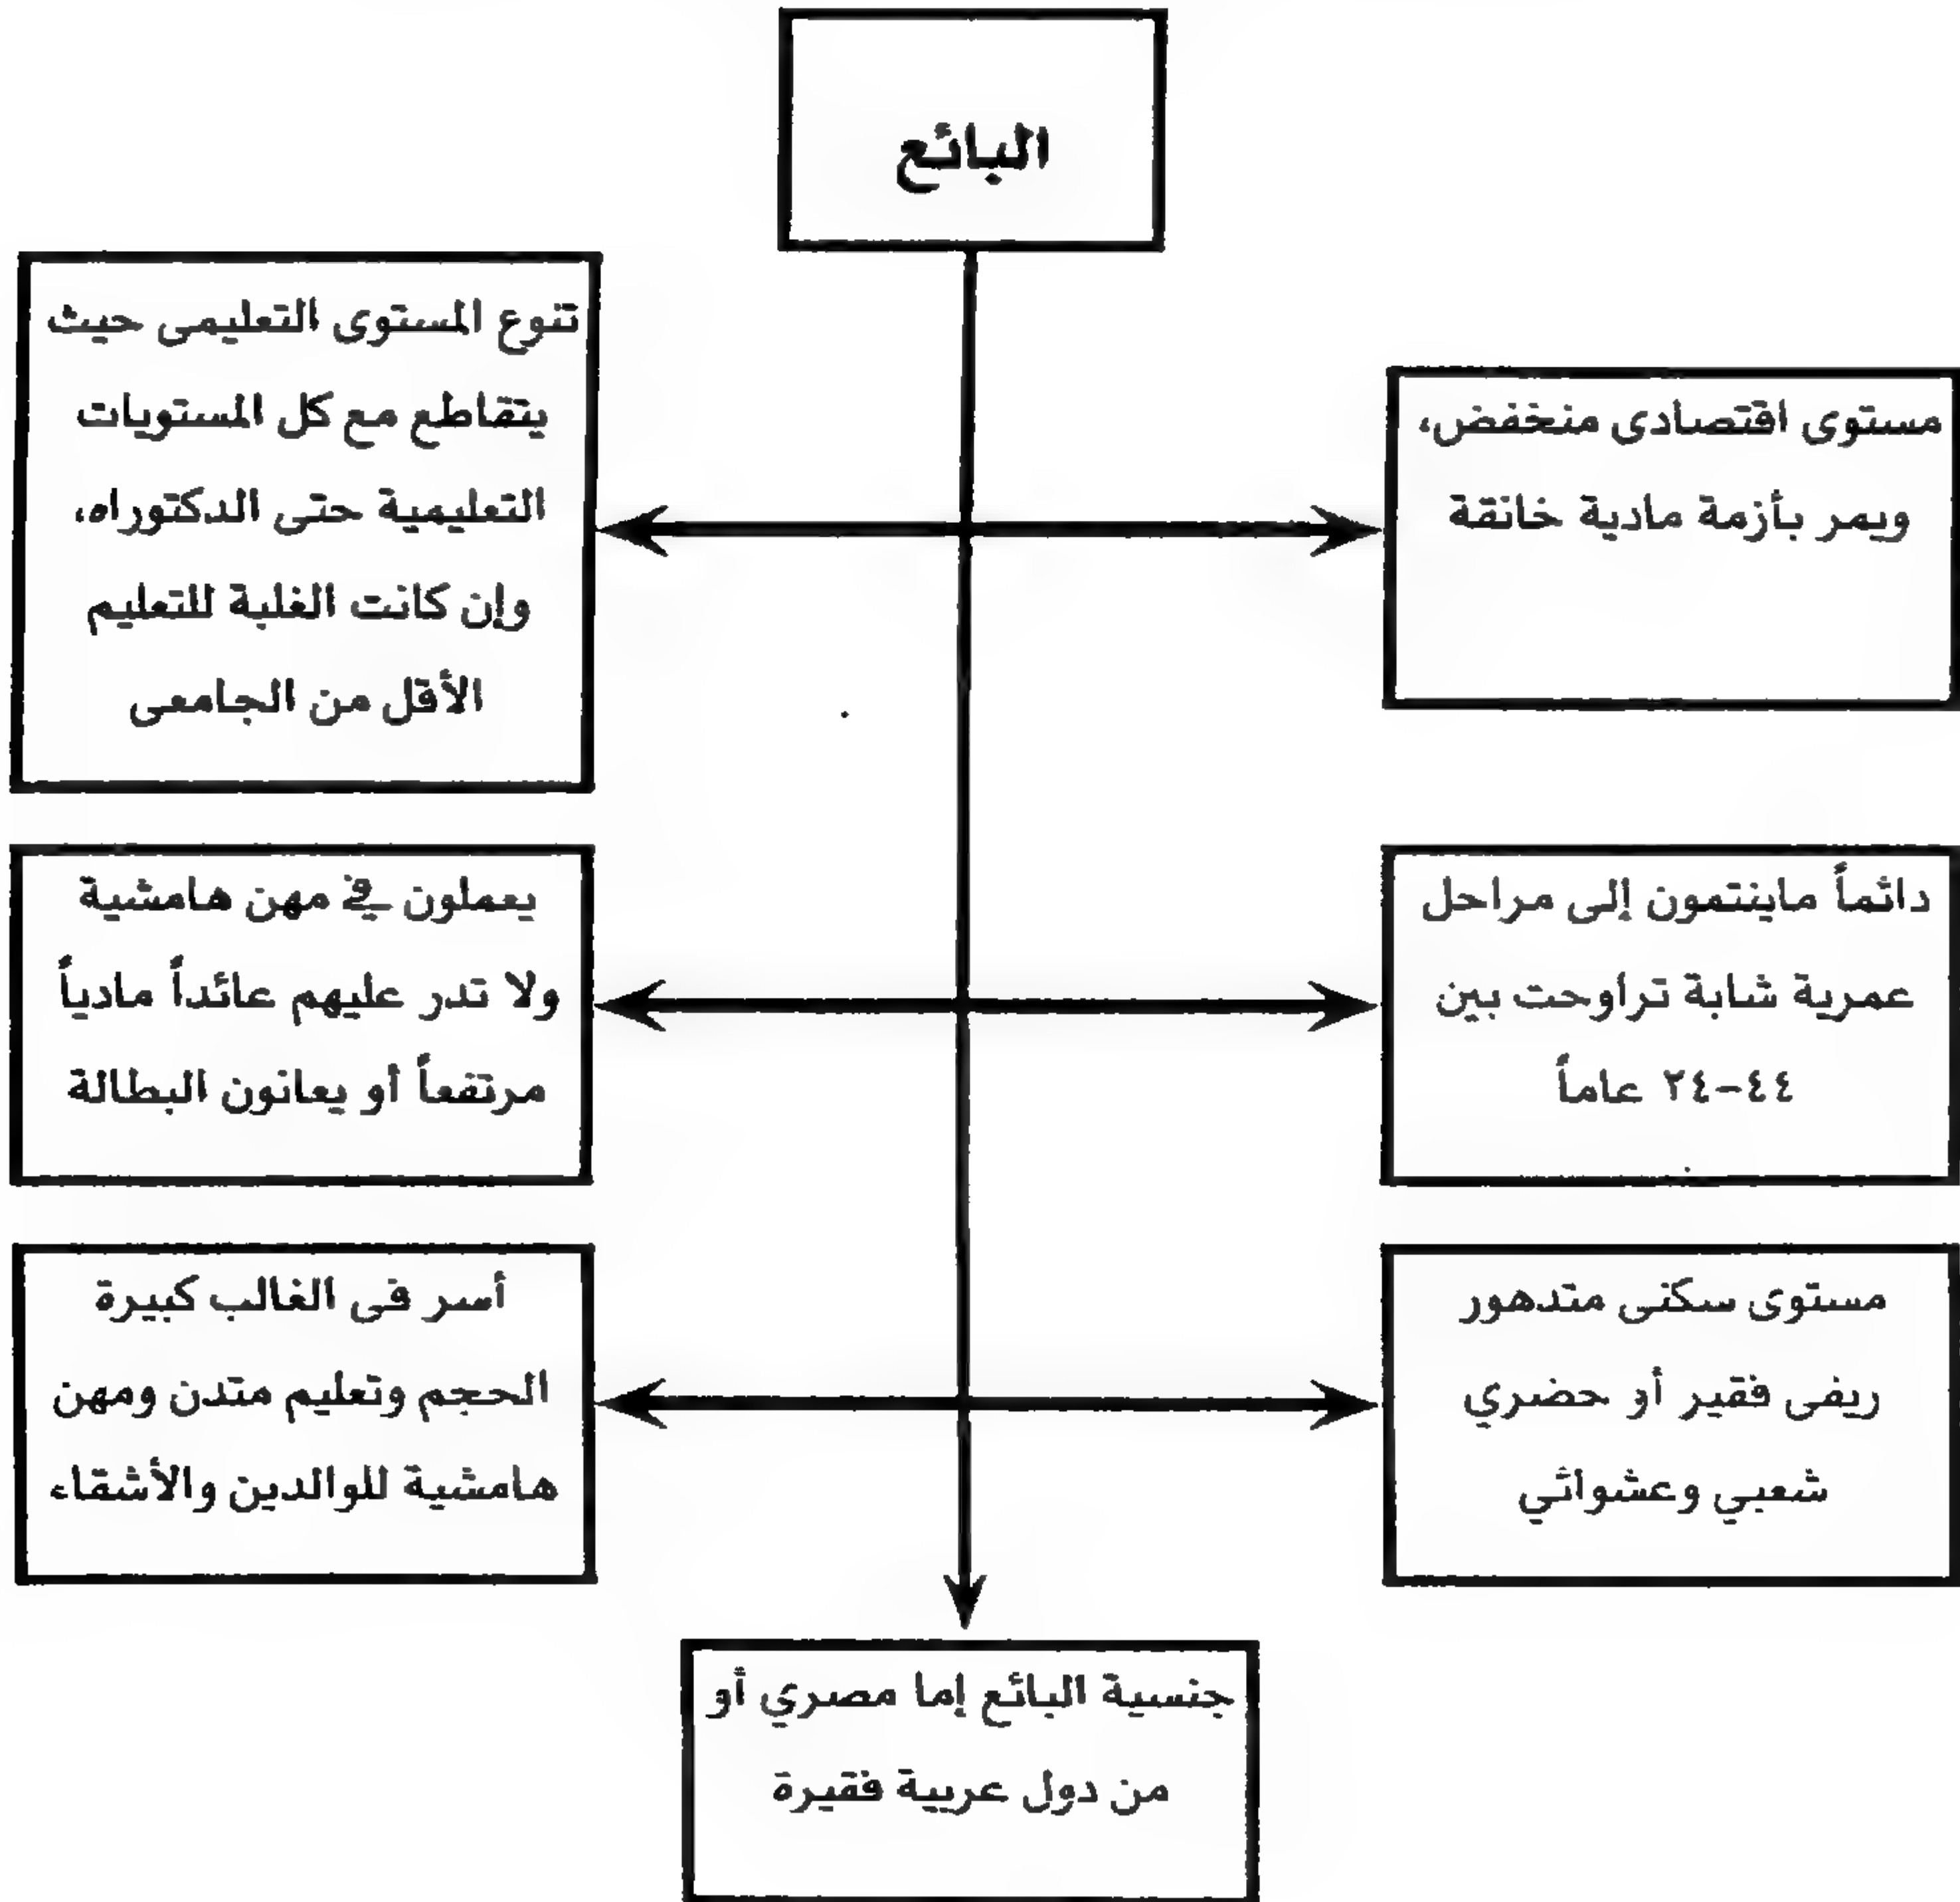 البائع
مستوى اقتصادى منخفض،
ويمر بأزمة مادية خانقة
تنوع المستوى التعليمى حيث
يتقاطع مع كل المستويات
التعليمية حتى الدكتوراه،
وإن كانت الغلبة للتعليم
الأقل من الجامعى
دائماً ماينتمون إلى مراحل
عمرية شابة تراوحت بين
٢٤-٤٤ عاماً
يعملون في مهن هامشية
ولا تدر عليهم عائداً مادياً
مرتفعاً أو يعانون البطالة
مستوى سكنى متدهور
ريفى فقير أو حضري
شعبي وعشوائي
أسر فى الغالب كبيرة
الحجم وتعليم متدن ومهن
هامشية للوالدين والأشقاء
جنسية البائع إما مصري أو
من دول عربية فقيرة